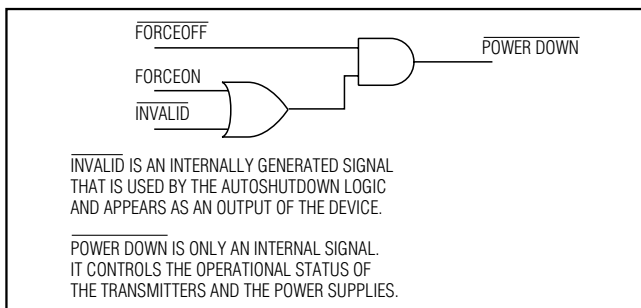 FORCEOFF
POWER DOWN
FORCEON
INVALID
INVALID IS AN INTERNALLY GENERATED SIGNAL
THAT IS USED BY THE AUTOSHUTDOWN LOGIC
AND APPEARS AS AN OUTPUT OF THE DEVICE.
POWER DOWN IS ONLY AN INTERNAL SIGNAL.
IT CONTROLS THE OPERATIONAL STATUS OF
THE TRANSMITTERS AND THE POWER SUPPLIES.